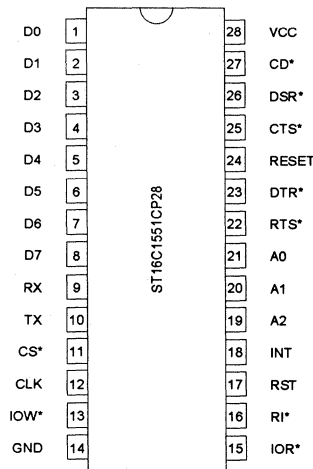 D0 1 28 VCC
D1 2 27 CD*
D2 3 26 DSR*
D3 4 25 CTS*
D4 5 24 RESET
D5 6 23 DTR*
D6 7 22 RTS*
D7 8 21 A0
RX 9 20 A1
TX 10 19 A2
CS* 11 18 INT
CLK 12 17 RST
IOW* 13 16 RI*
GND 14 15 IOR*
ST16C1551CP28